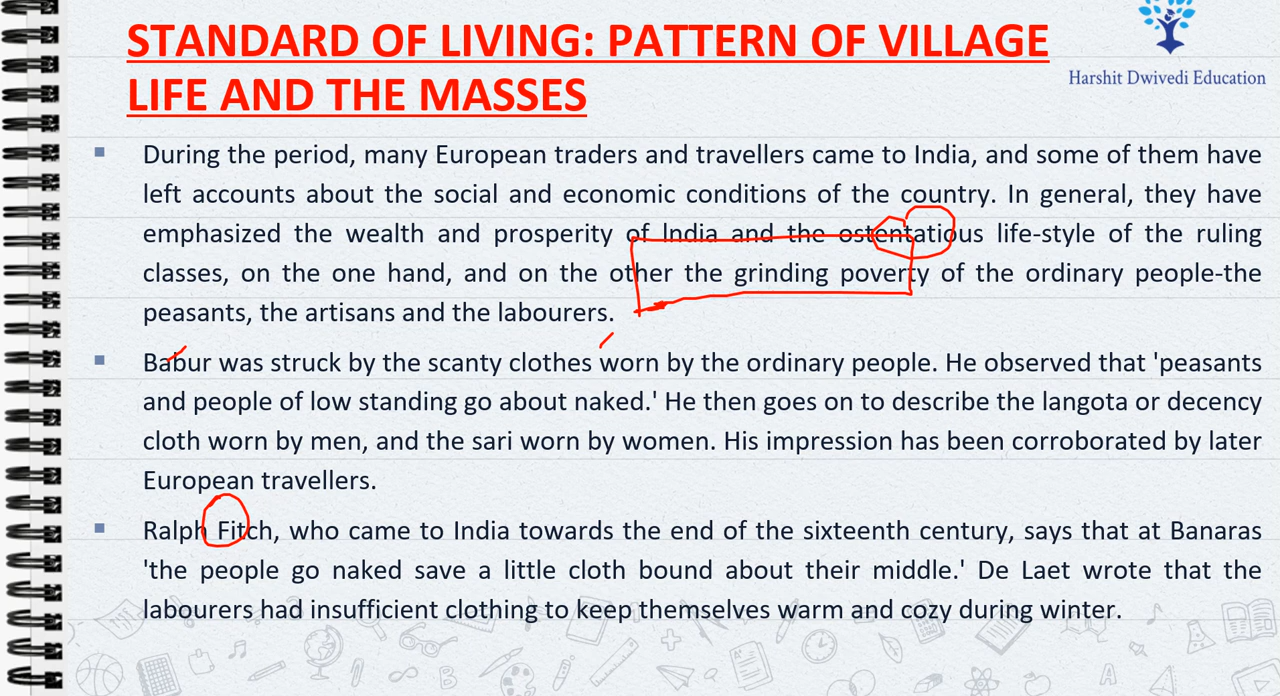 STANDARD OF LIVING: PATTERN OF VILLAGE
LIFE AND THE MASSES
Harshit Dwivedi Education
During the period, many European traders and travellers came to India, and some of them have
left accounts about the social and economic conditions of the country. In general, they have
emphasized the wealth and prosperity of India and the ostentatious life-style of the ruling
classes, on the one hand, and on the other the grinding poverty of the ordinary people-the
peasants, the artisans and the labourers.
Babur was struck by the scanty clothes worn by the ordinary people. He observed that 'peasants
and people of low standing go about naked.' He then goes on to describe the langota or decency
cloth worn by men, and the sari worn by women. His impression has been corroborated by later
European travellers.
Ralph Fitch, who came to India towards the end of the sixteenth century, says that at Banaras
'the people go naked save a little cloth bound about their middle.' De Laet wrote that the
labourers had insufficient clothing to keep themselves warm and cozy during winter.